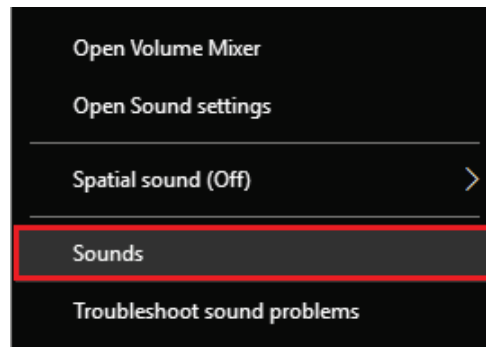 Open Volume Mixer
Open Sound settings
Spatial sound (Off)
Sounds
Troubleshoot sound problems